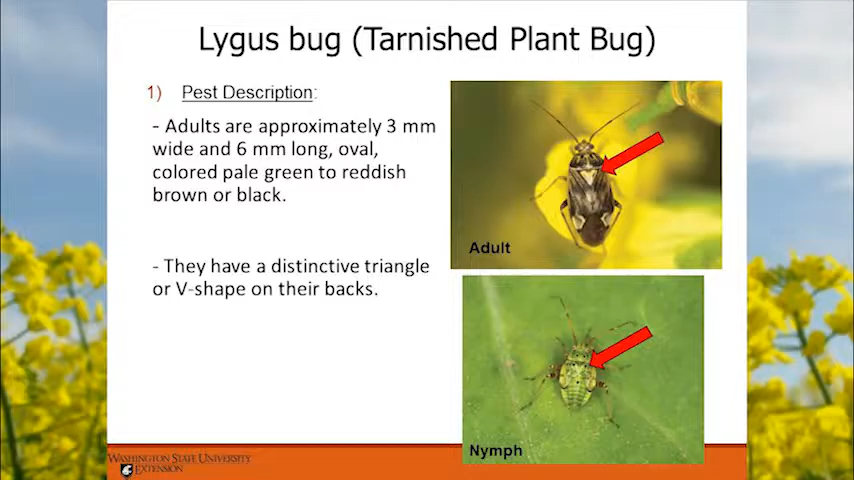 Lygus bug (Tarnished Plant Bug)
1) Pest Description:
- Adults are approximately 3 mm
wide and 6 mm long, oval,
colored pale green to reddish
brown or black.
- They have a distinctive triangle
or V-shape on their backs.
Adult
Nymph
WASHINGTON STATE UNIVERSITY
EXTENSION